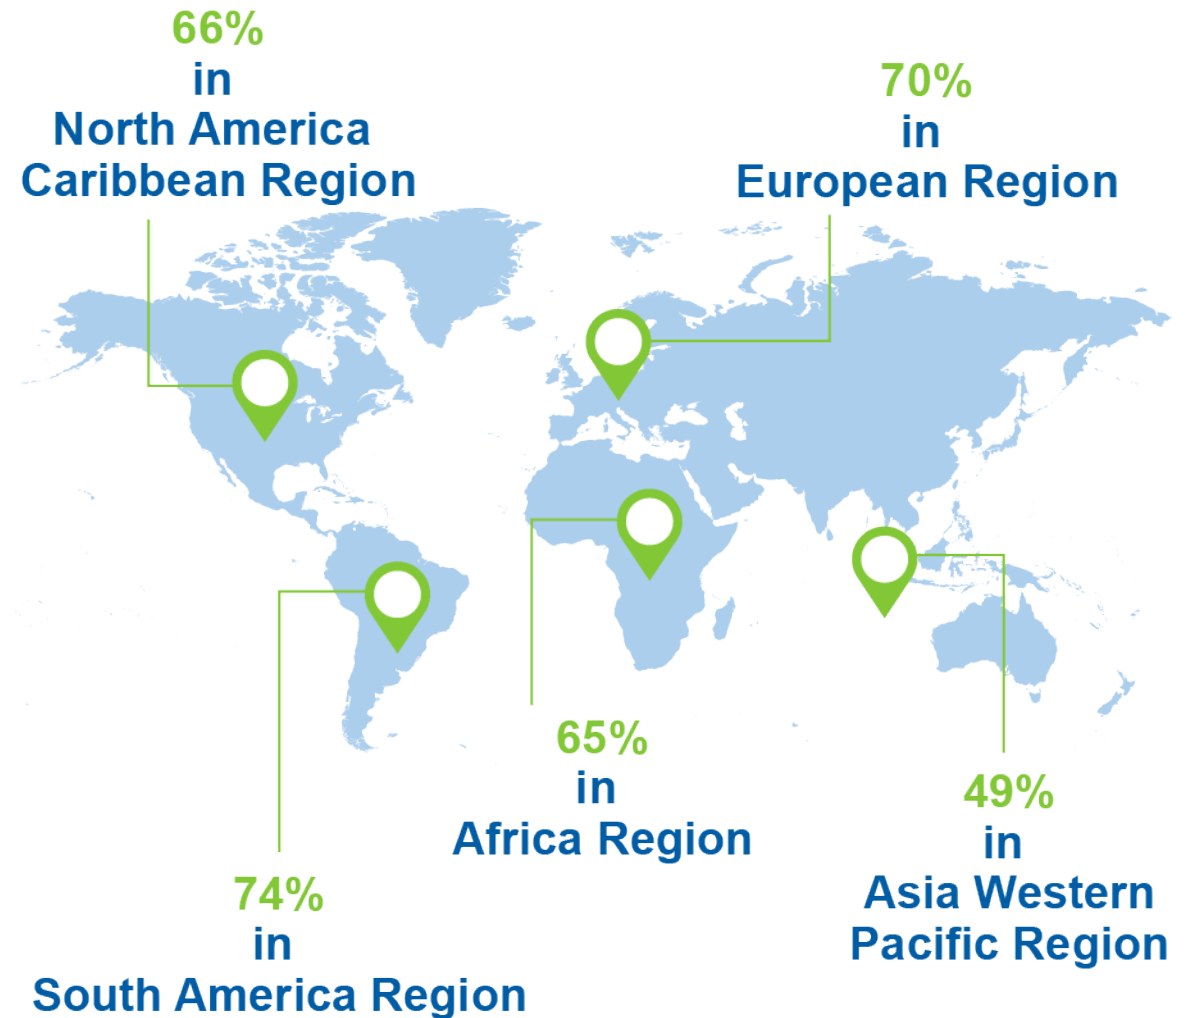 66%
in
North America
Caribbean Region
70%
in
European Region
65%
in
Africa Region
49%
in
Asia Western
Pacific Region
74%
in
South America Region